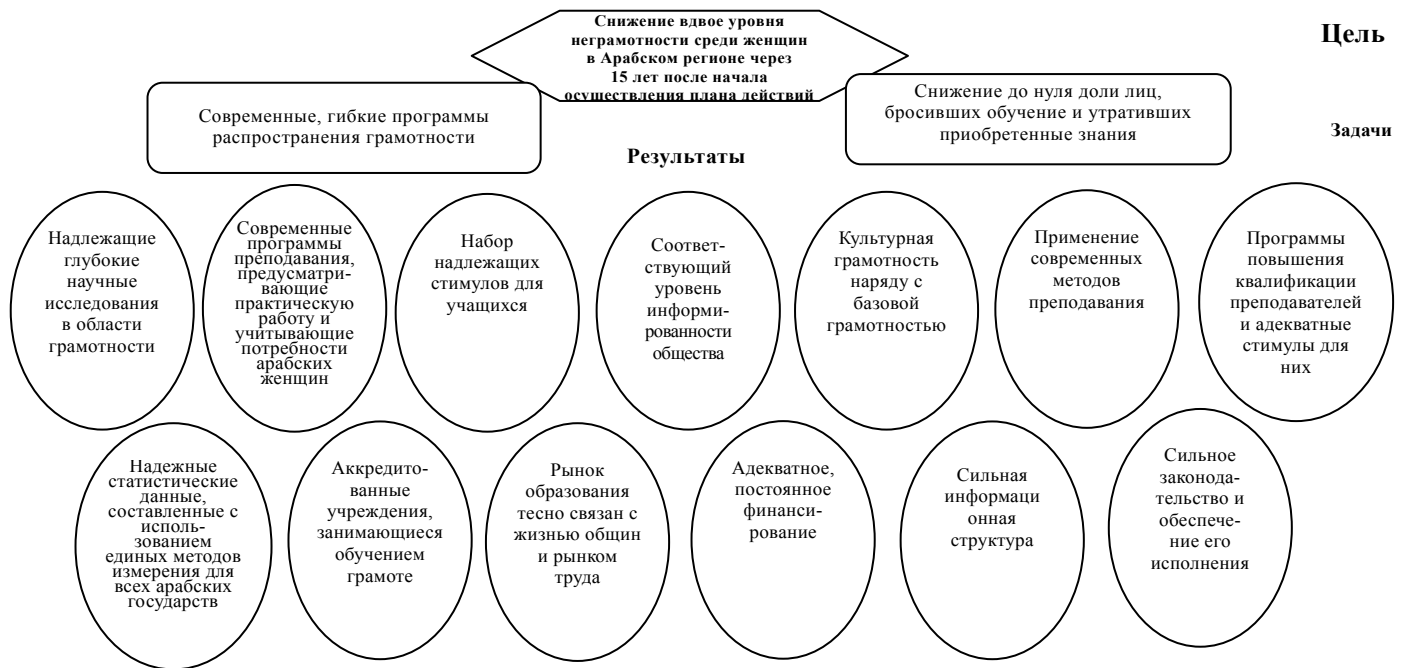 Снижение вдвое уровня
неграмотности среди женщин
в Арабском регионе через
15 лет после начала
осуществления плана действий
Цель
Современные, гибкие программы
распространения грамотности
Снижение до нуля доли лиц,
бросивших обучение и утративших
приобретенные знания
Задачи
Результаты
Надлежащие
глубокие
научные
исследования
в области
грамотности
Современные
программы
преподавания,
предусматри-
вающие
практическую
работу и
учитывающие
потребности
арабских
женщин
Набор
надлежащих
стимулов для
учащихся
Соответ-
ствующий
уровень
информи-
рованности
общества
Культурная
грамотность
наряду с
базовой
грамотностью
Применение
современных
методов
преподавания
Программы
повышения
квалификации
преподавателей
и адекватные
стимулы для
них
Надежные
статистические
данные,
составленные с
исполь-
зованием
единых методов
измерения для
всех арабских
государств
Аккредито-
ванные
учреждения,
занимающиеся
обучением
грамоте
Рынок
образования
тесно связан с
жизнью общин
и рынком
труда
Адекватное,
постоянное
финанси-
рование
Сильная
информаци
онная
структура
Сильное
законода-
тельство и
обеспече-
ние его
исполнения